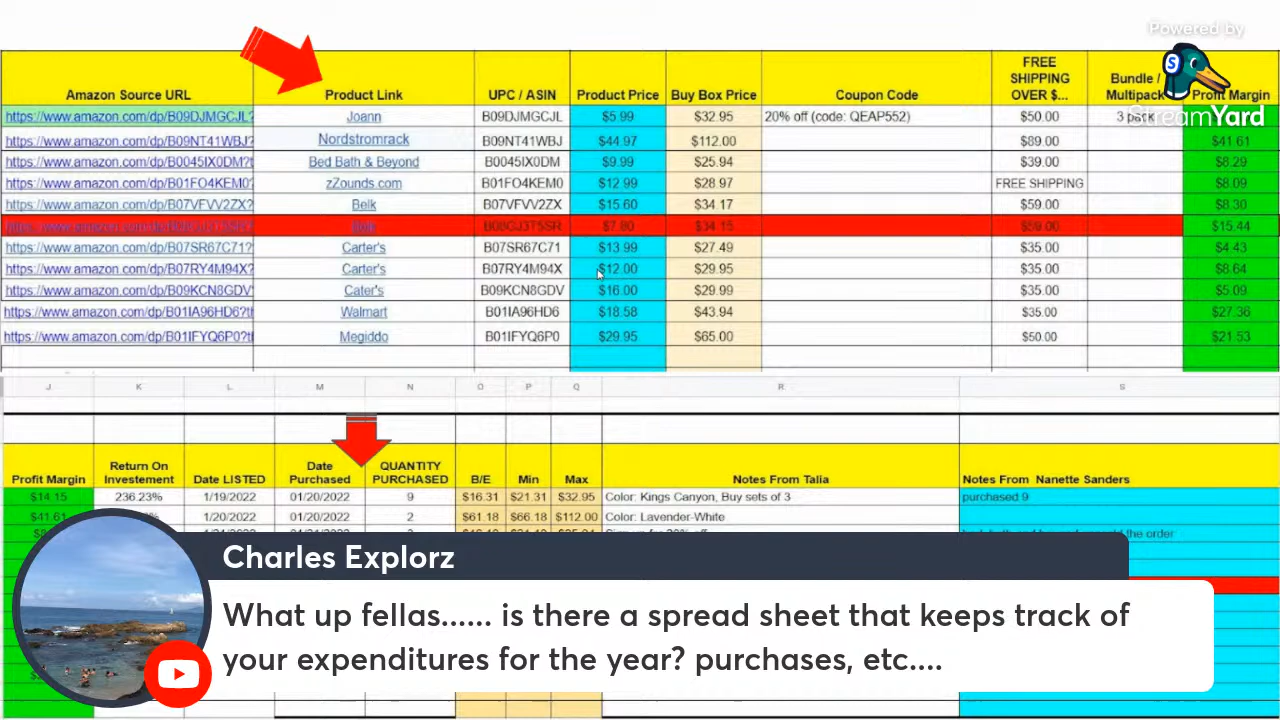 Powered by
StreamYard
Amazon Source URL Product Link UPC / ASIN Product Price Buy Box Price Coupon Code FREE SHIPPING OVER $... Bundle / Multipack Profit Margin
https://www.amazon.com/dp/B09DJMGCJL? Joann B09DJMGCJL $5.99 $32.95 20% off (code: QEAP552) $50.00 3 pack
https://www.amazon.com/dp/B09NT41WBJ? Nordstromrack B09NT41WBJ $44.97 $112.00 $89.00 $41.61
https://www.amazon.com/dp/B0045IX0DM?t Bed Bath & Beyond B0045IX0DM $9.99 $25.94 $39.00 $8.29
https://www.amazon.com/dp/B01FO4KEM0? zZounds.com B01FO4KEM0 $12.99 $28.97 FREE SHIPPING $8.09
https://www.amazon.com/dp/B07VFVV2ZX? Belk B07VFVV2ZX $15.60 $34.17 $59.00 $8.30
Belk B08GJ3T5SR $7.80 $34.15 $59.00 $15.44
https://www.amazon.com/dp/B07SR67C71? Carter's B07SR67C71 $13.99 $27.49 $35.00 $4.43
https://www.amazon.com/dp/B07RY4M94X? Carter's B07RY4M94X $12.00 $29.95 $35.00 $8.64
https://www.amazon.com/dp/B09KCN8GDV Cater's B09KCN8GDV $16.00 $29.99 $35.00 $5.09
https://www.amazon.com/dp/B01IA96HD6?th Walmart B01IA96HD6 $18.58 $43.94 $35.00 $27.36
https://www.amazon.com/dp/B01IFYQ6P0?tl Megiddo B01IFYQ6P0 $29.95 $65.00 $50.00 $21.53
J K L M N O P Q R S
Profit Margin Return On Investement Date LISTED Date Purchased QUANTITY PURCHASED B/E Min Max Notes From Talia Notes From Nanette Sanders
$14.15 236.23% 1/19/2022 01/20/2022 9 $16.31 $21.31 $32.95 Color: Kings Canyon, Buy sets of 3 purchased 9
$41.61 1/20/2022 01/20/2022 2 $61.18 $66.18 $112.00 Color: Lavender-White
the order
Charles Explorz
What up fellas...... is there a spread sheet that keeps track of
your expenditures for the year? purchases, etc....